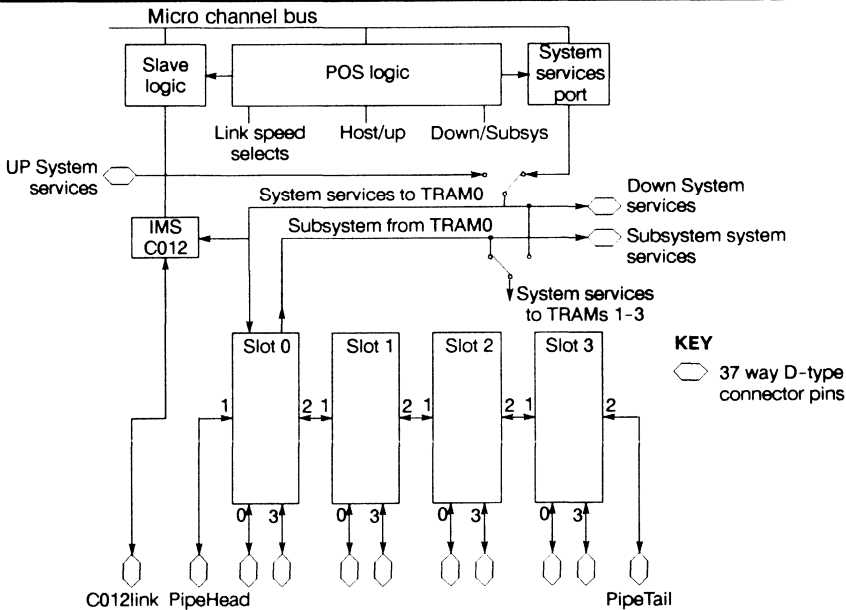 Micro channel bus
Slave
logic
POS logic
System
services
port
Link speed
selects
Host/up
Down/Subsys
UP System
services
System services to TRAM0
Down System
services
IMS
C012
Subsystem from TRAM0
Subsystem system
services
System services
to TRAMs 1-3
Slot 0
Slot 1
Slot 2
Slot 3
KEY
37 way D-type
connector pins
1
2
1
2
1
2
1
2
0
3
0
3
0
3
0
3
C012link
PipeHead
PipeTail